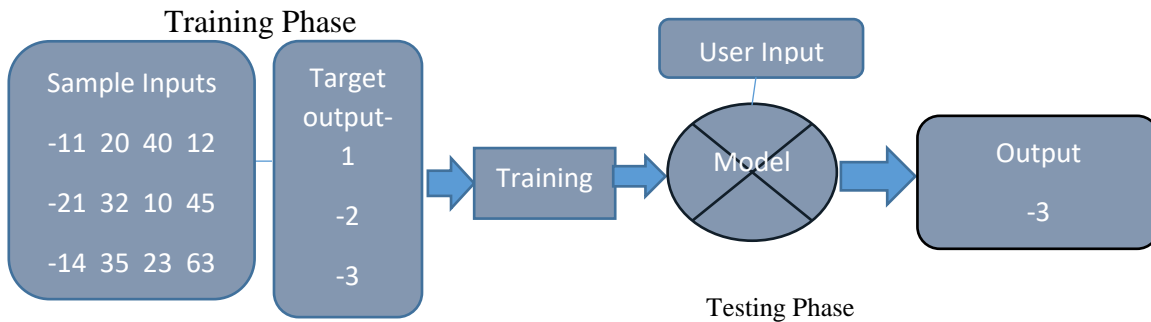 Training Phase
Sample Inputs
-11 20 40 12
-21 32 10 45
-14 35 23 63
Target
output-
1
-2
-3
Training
User Input
Model
Output
-3
Testing Phase